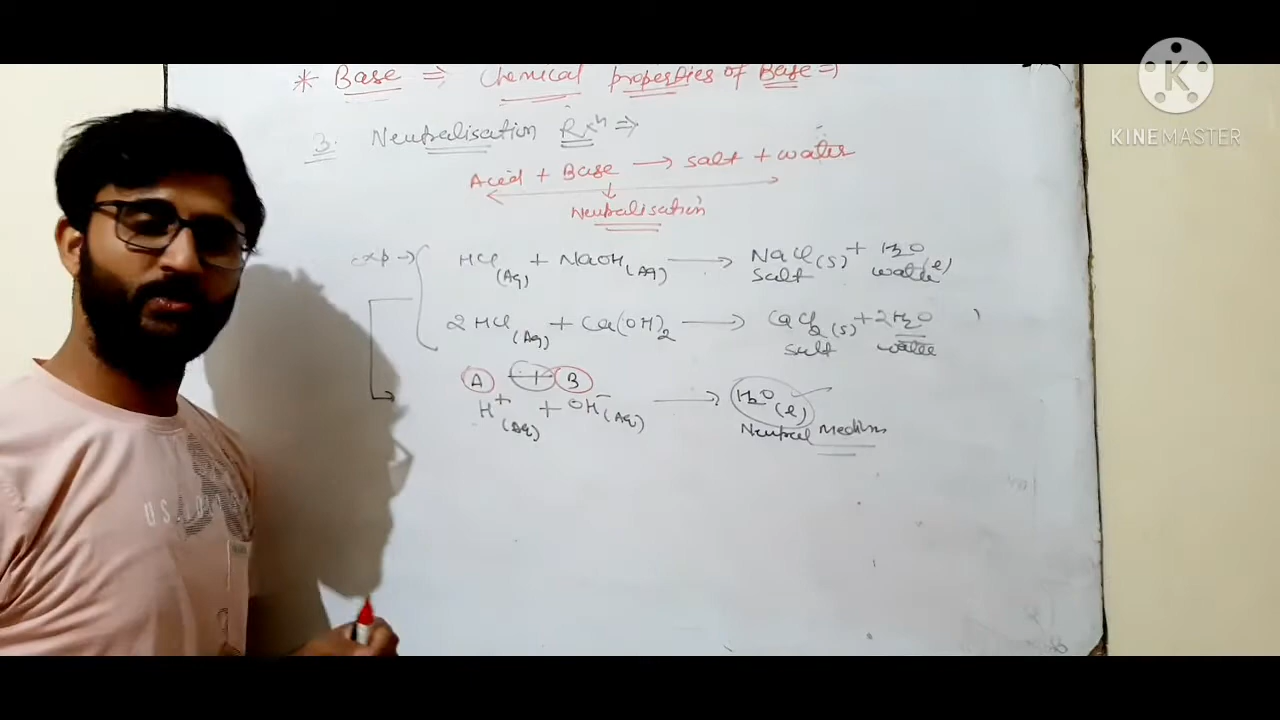 * Base ⇒ Chemical properties of Base ⇒
3. Neutralisation Rxⁿ ⇒
Acid + Base → salt + water
Neutralisation
exp → HCl (Aq) + NaOH (Aq) → NaCl (s) + H₂O (l)
salt water
2 HCl (Aq) + Ca(OH)₂ → CaCl₂ (s) + 2H₂O
salt water
A + B
H⁺ (Aq) + OH⁻ (Aq) → H₂O (l)
Neutral Medium
U S
K
KINEMASTER